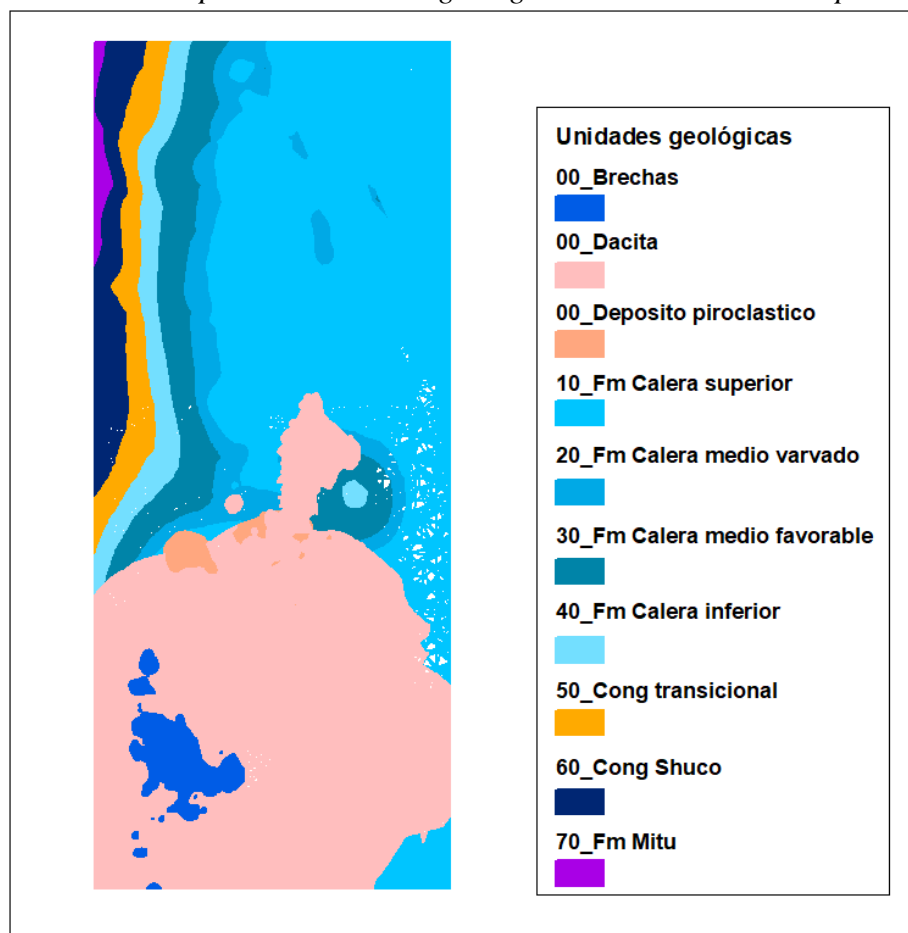 Unidades geológicas
00_Brechas
00_Dacita
00_Deposito piroclastico
10_Fm Calera superior
20_Fm Calera medio varvado
30_Fm Calera medio favorable
40_Fm Calera inferior
50_Cong transicional
60_Cong Shuco
70_Fm Mitu